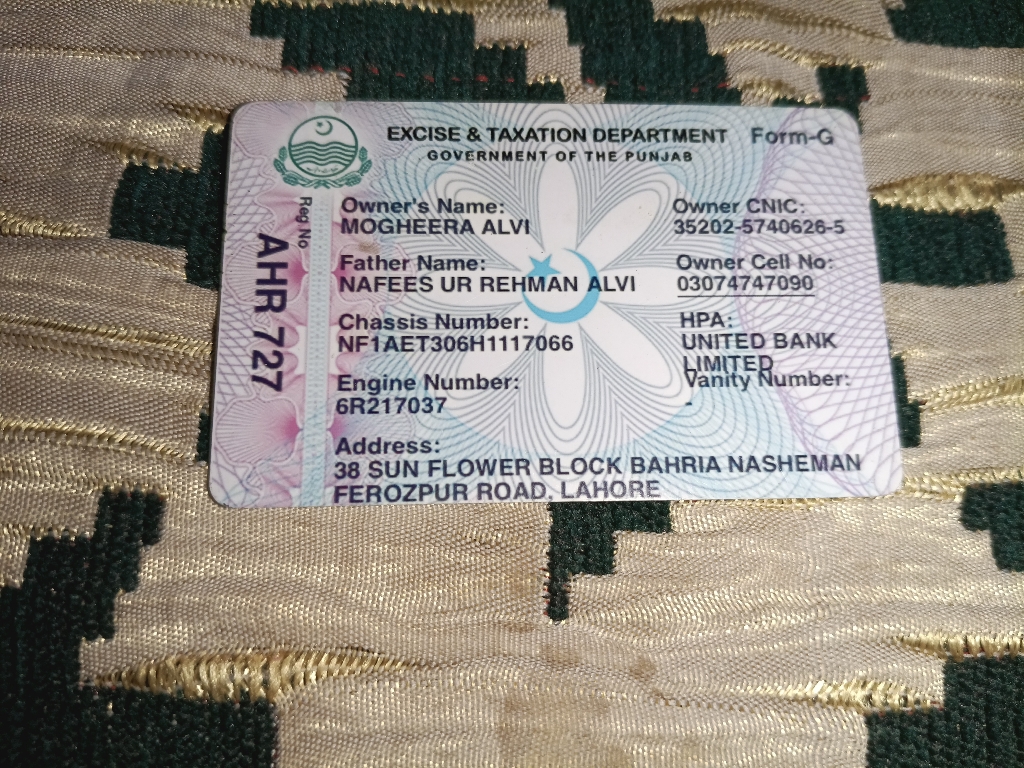 EXCISE & TAXATION DEPARTMENT Form-G
GOVERNMENT OF THE PUNJAB
Reg No
AHR 727
Owner's Name:
MOGHEERA ALVI
Owner CNIC:
35202-5740626-5
Father Name:
NAFEES UR REHMAN ALVI
Owner Cell No:
03074747090
Chassis Number:
NF1AET306H1117066
HPA:
UNITED BANK
LIMITED
Engine Number:
6R217037
Vanity Number:
-
Address:
38 SUN FLOWER BLOCK BAHRIA NASHEMAN
FEROZPUR ROAD, LAHORE